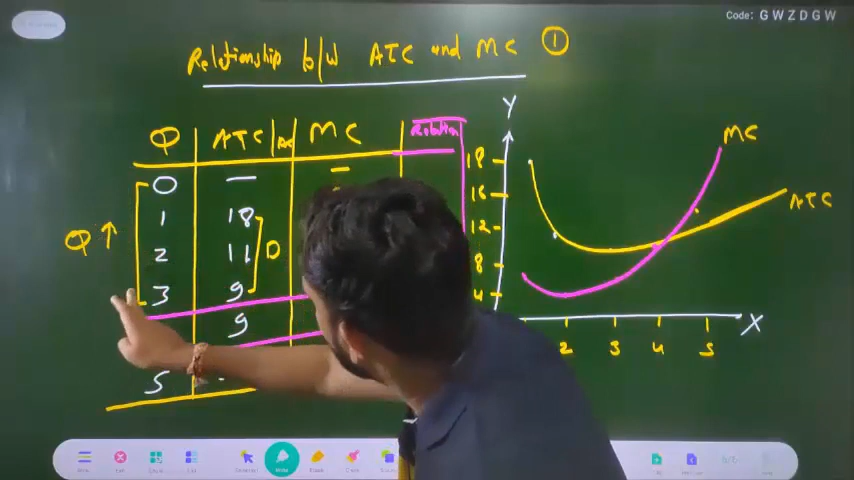 Code: GWZDGW
Relationship b/w ATC and MC ①
Q ATC/AC MC Relation
0 — —
1 18
2 11
3 9
9
5
Q ↑
D
Y
18
16
12
8
4
2 3 4 5
X
MC
ATC